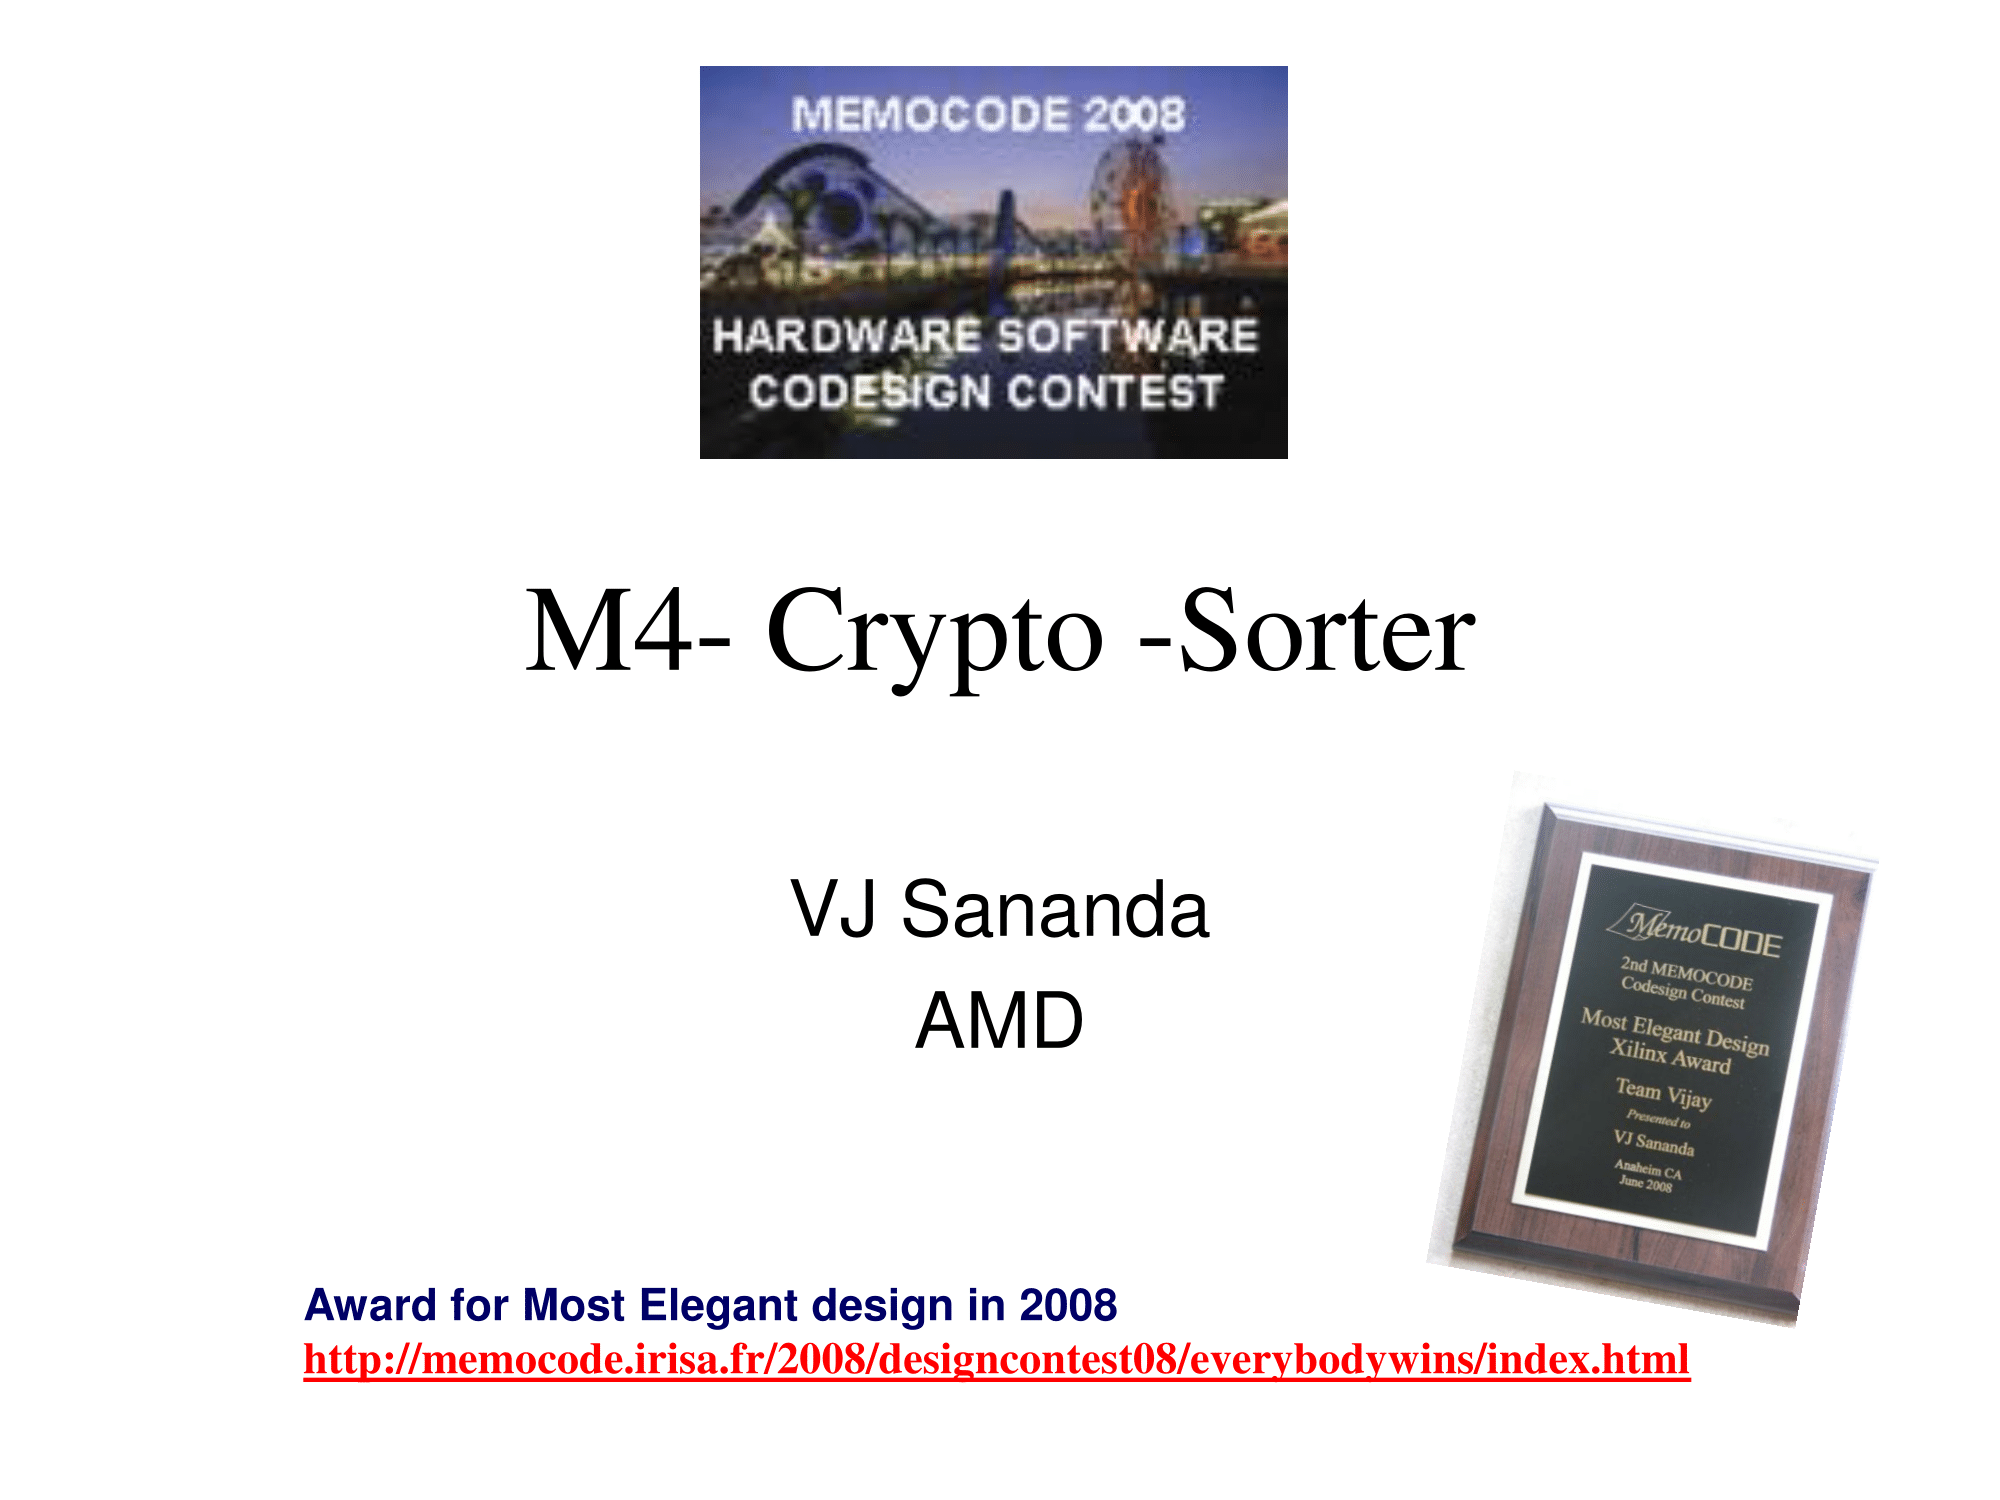 MEMOCODE 2008
HARDWARE SOFTWARE
CODESIGN CONTEST
M4- Crypto -Sorter
VJ Sananda
AMD
MemoCODE
2nd MEMOCODE
Codesign Contest
Most Elegant Design
Xilinx Award
Team Vijay
Presented to
VJ Sananda
Anaheim CA
June 2008
Award for Most Elegant design in 2008
http://memocode.irisa.fr/2008/designcontest08/everybodywins/index.html